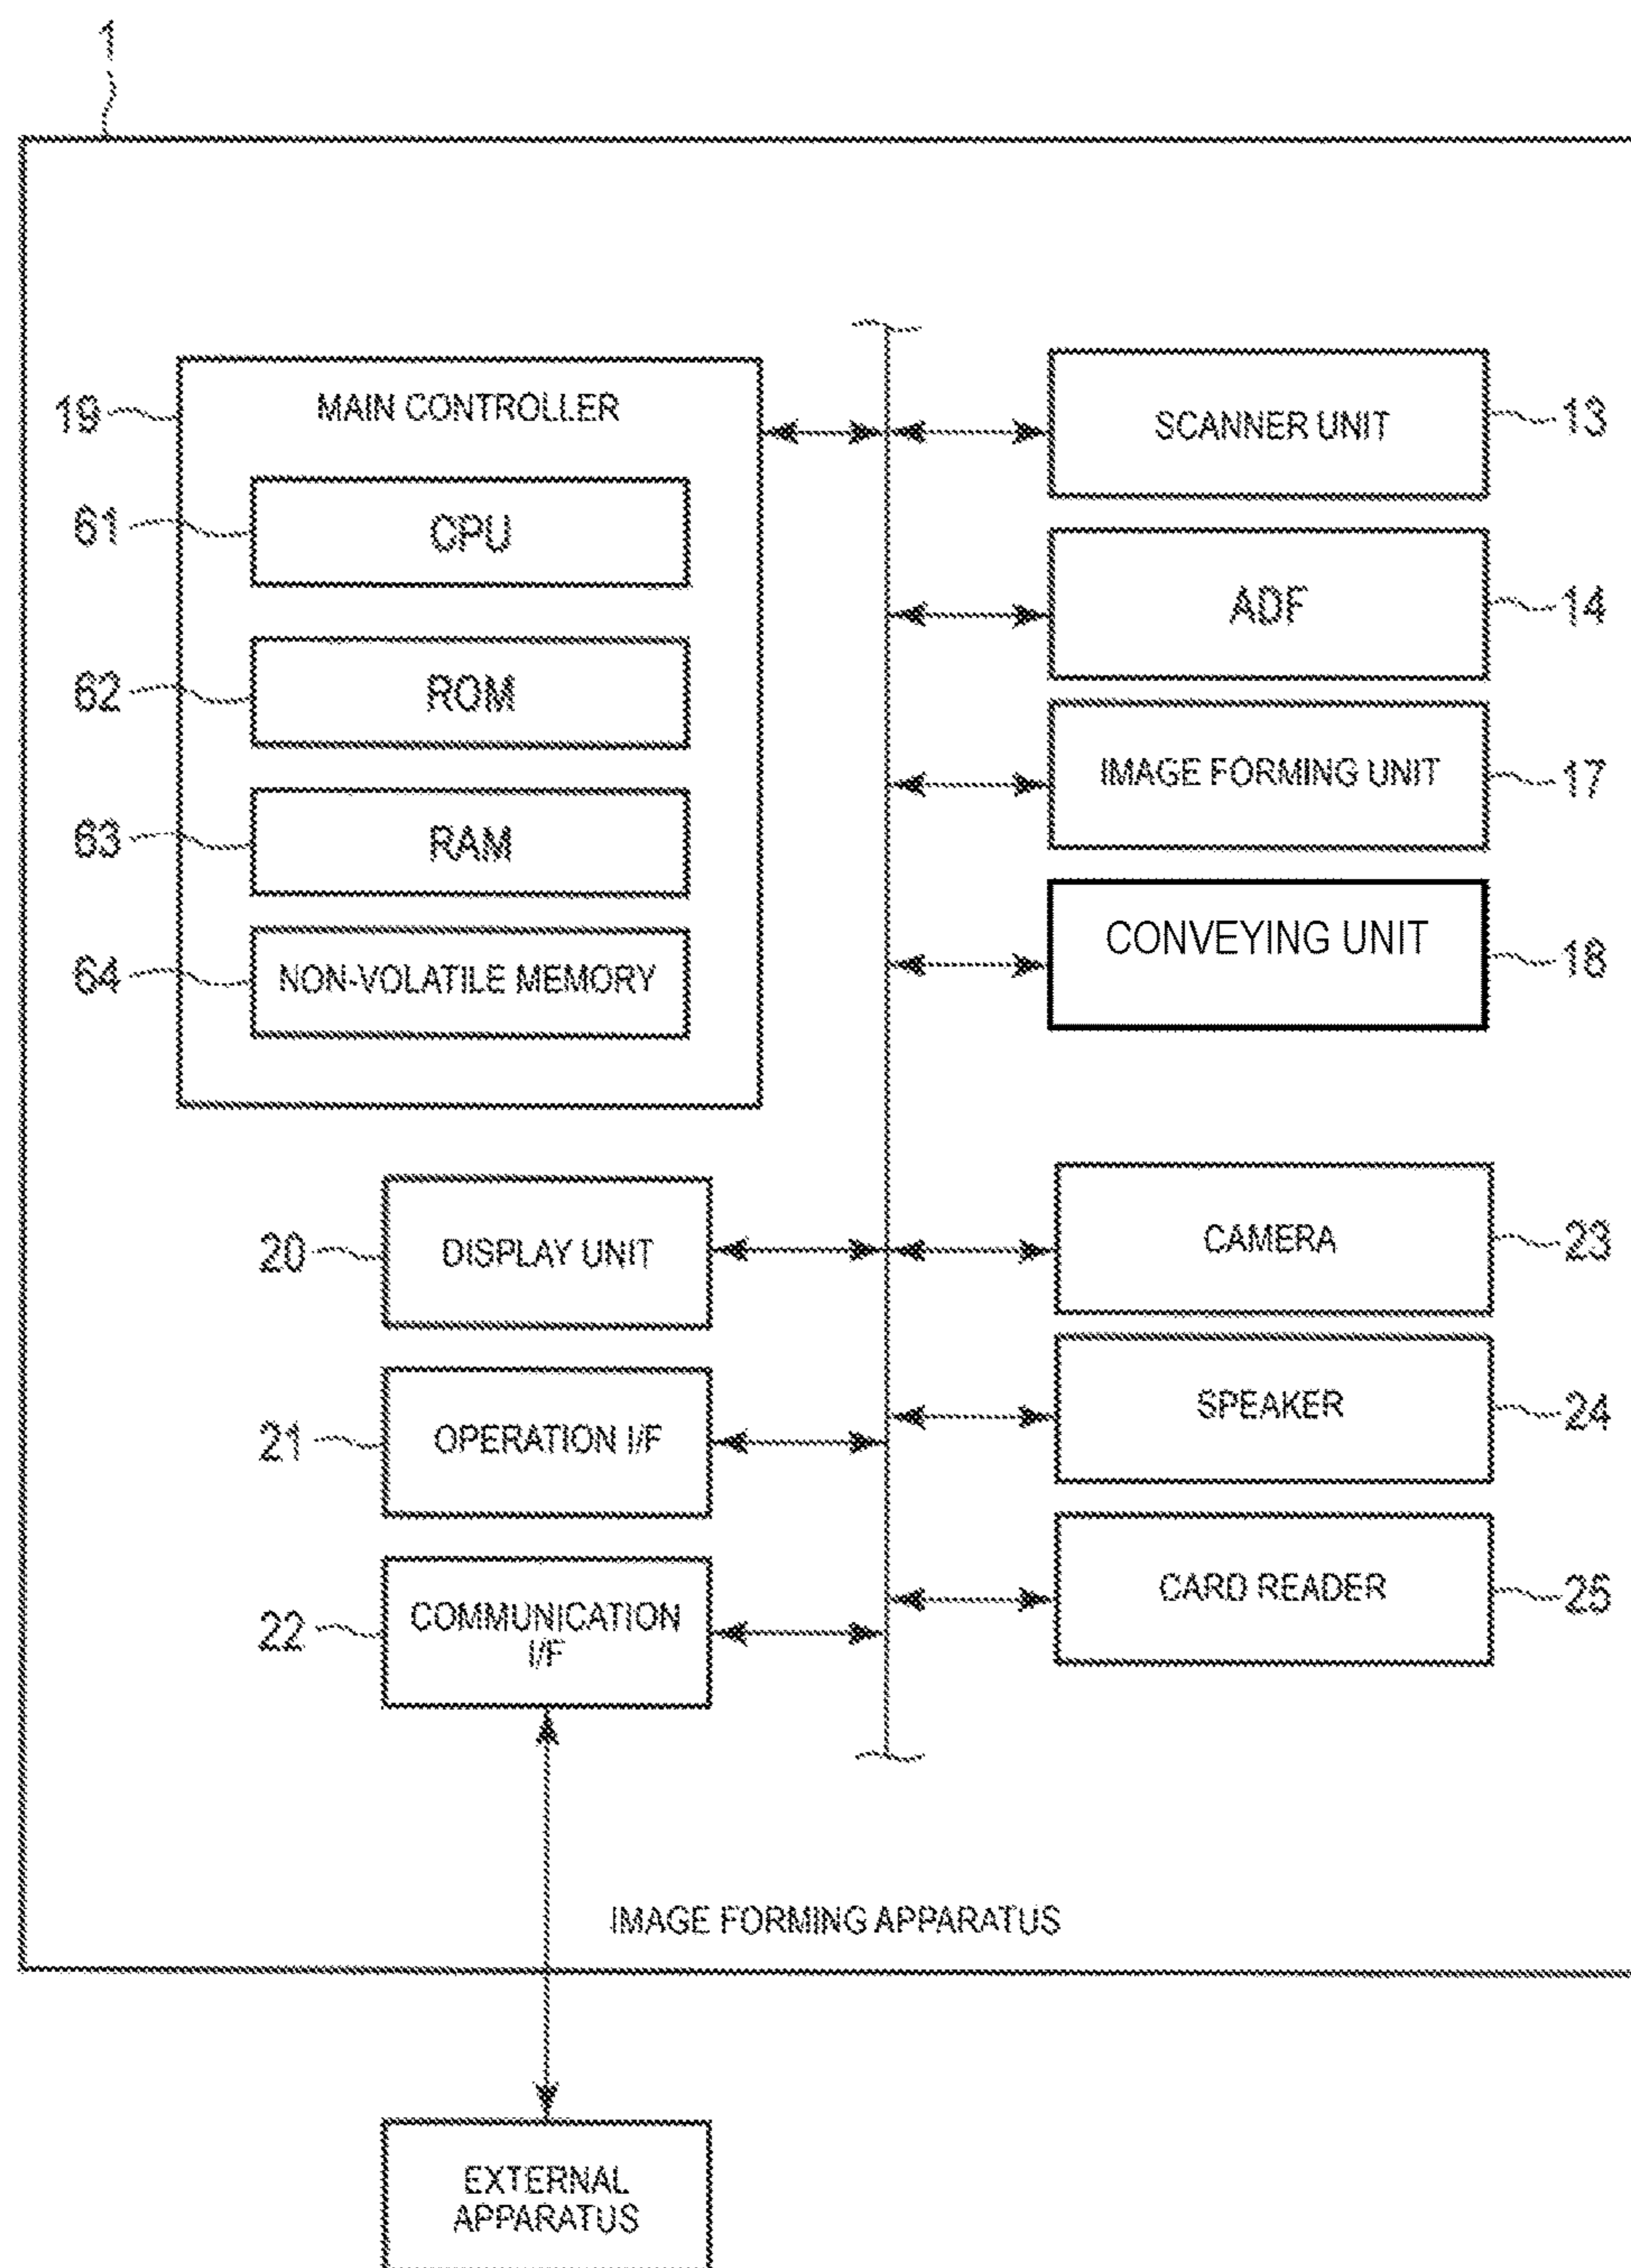 1
19
MAIN CONTROLLER
61
CPU
62
ROM
63
RAM
64
NON-VOLATILE MEMORY
SCANNER UNIT
13
ADF
14
IMAGE FORMING UNIT
17
CONVEYING UNIT
18
20
DISPLAY UNIT
21
OPERATION I/F
22
COMMUNICATION
I/F
CAMERA
23
SPEAKER
24
CARD READER
25
IMAGE FORMING APPARATUS
EXTERNAL
APPARATUS